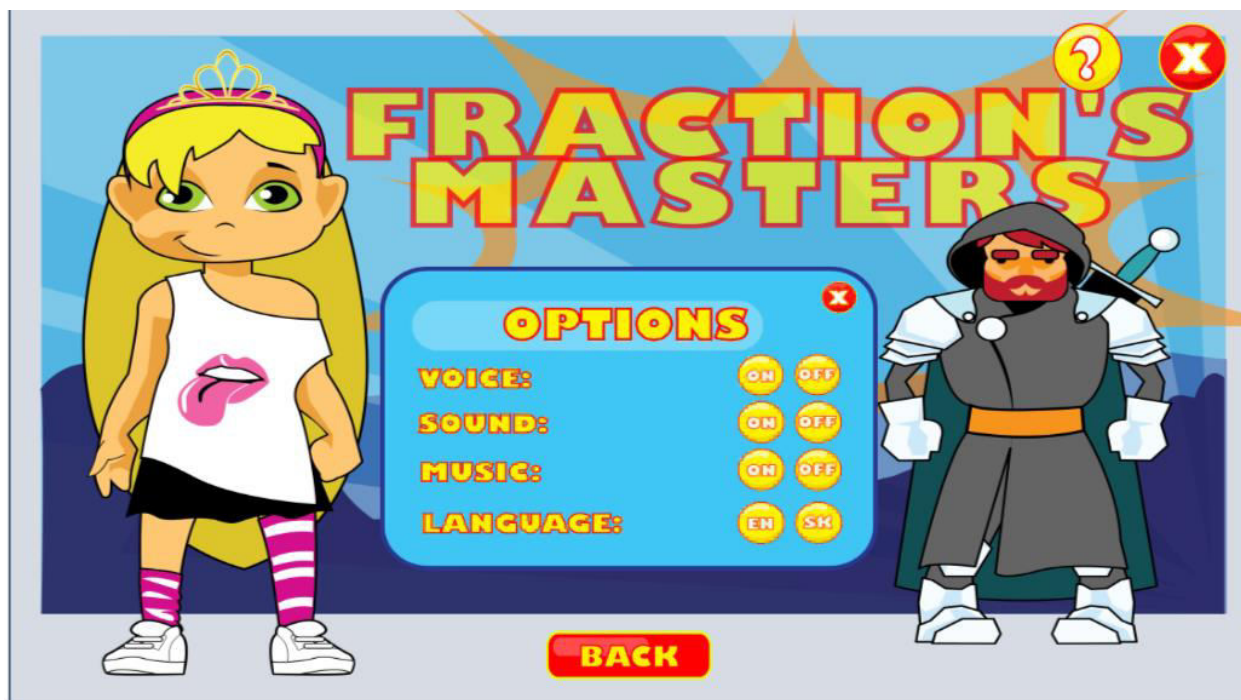 ?
X
FRACTION'S
MASTERS
X
OPTIONS
VOICE: ON OFF
SOUND: ON OFF
MUSIC: ON OFF
LANGUAGE: EN SK
BACK